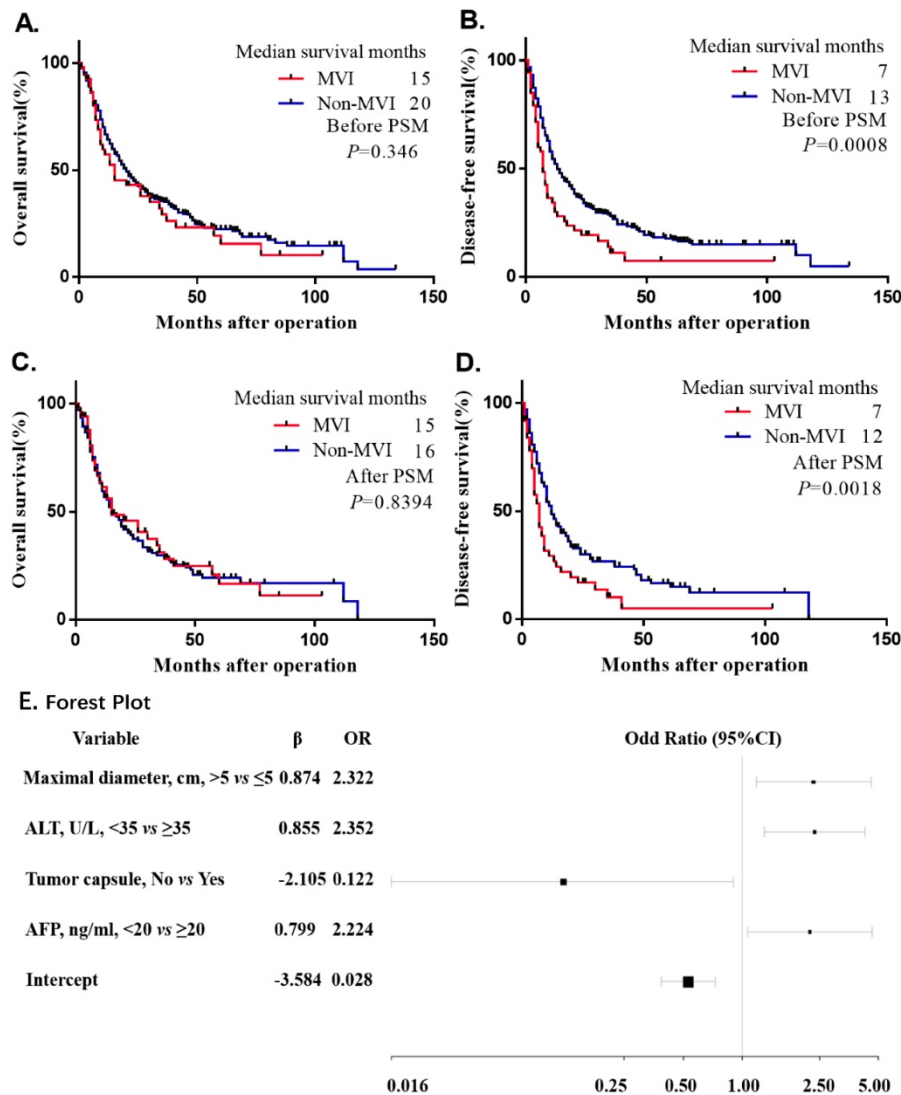 A.
Overall survival(%)
100
50
0
Median survival months
MVI 15
Non-MVI 20
Before PSM
P=0.346
0 50 100 150
Months after operation
B.
Disease-free survival(%)
100
50
0
Median survival months
MVI 7
Non-MVI 13
Before PSM
P=0.0008
0 50 100 150
Months after operation
C.
Overall survival(%)
100
50
0
Median survival months
MVI 15
Non-MVI 16
After PSM
P=0.8394
0 50 100 150
Months after operation
D.
Disease-free survival(%)
100
50
0
Median survival months
MVI 7
Non-MVI 12
After PSM
P=0.0018
0 50 100 150
Months after operation
E. Forest Plot
Variable β OR Odd Ratio (95%CI)
Maximal diameter, cm, >5 vs ≤5 0.874 2.322
ALT, U/L, <35 vs ≥35 0.855 2.352
Tumor capsule, No vs Yes -2.105 0.122
AFP, ng/ml, <20 vs ≥20 0.799 2.224
Intercept -3.584 0.028
0.016 0.25 0.50 1.00 2.50 5.00